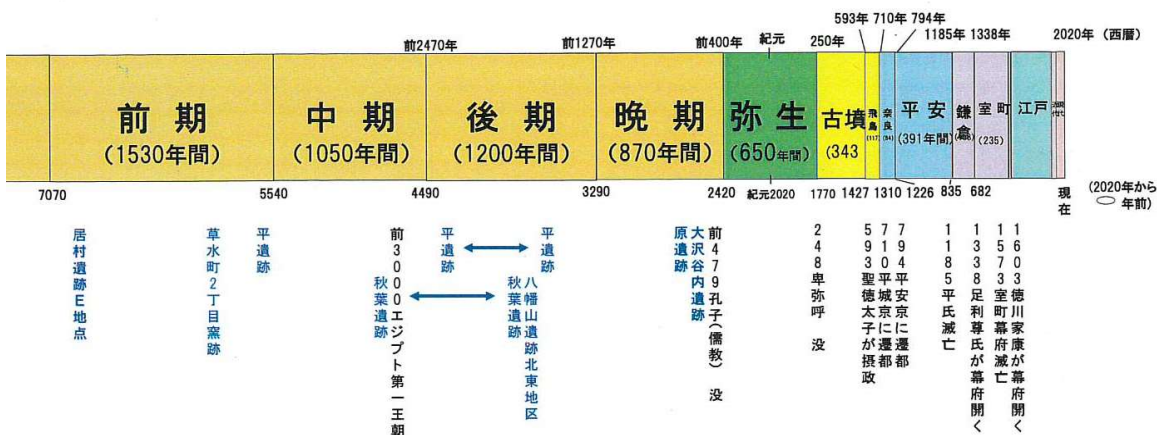 593年 710年 794年
前2470年 前1270年 前400年 紀元 250年 1185年 1338年 2020年 (西暦)
前期 中期 後期 晩期 弥生 古墳 飛鳥 奈良 平安 鎌倉 室町 江戸
(1530年間) (1050年間) (1200年間) (870年間) (650年間) (343 (117) (84) (391年間) (235)
7070 5540 4490 3290 2420 紀元2020 1770 1427 1310 1226 835 682 現在 (2020年から
年前)
居村遺跡E地点
草水町2丁目窯跡
平遺跡
前3000エジプト第一王朝
秋葉遺跡
平遺跡
平遺跡
秋葉遺跡
八幡山遺跡北東地区
原遺跡
大沢谷内遺跡
前479孔子(儒教) 没
248卑弥呼 没
593聖徳太子が摂政
710平城京に遷都
794平安京に遷都
1185平氏滅亡
1338足利尊氏が幕府開く
1573室町幕府滅亡
1603徳川家康が幕府開く